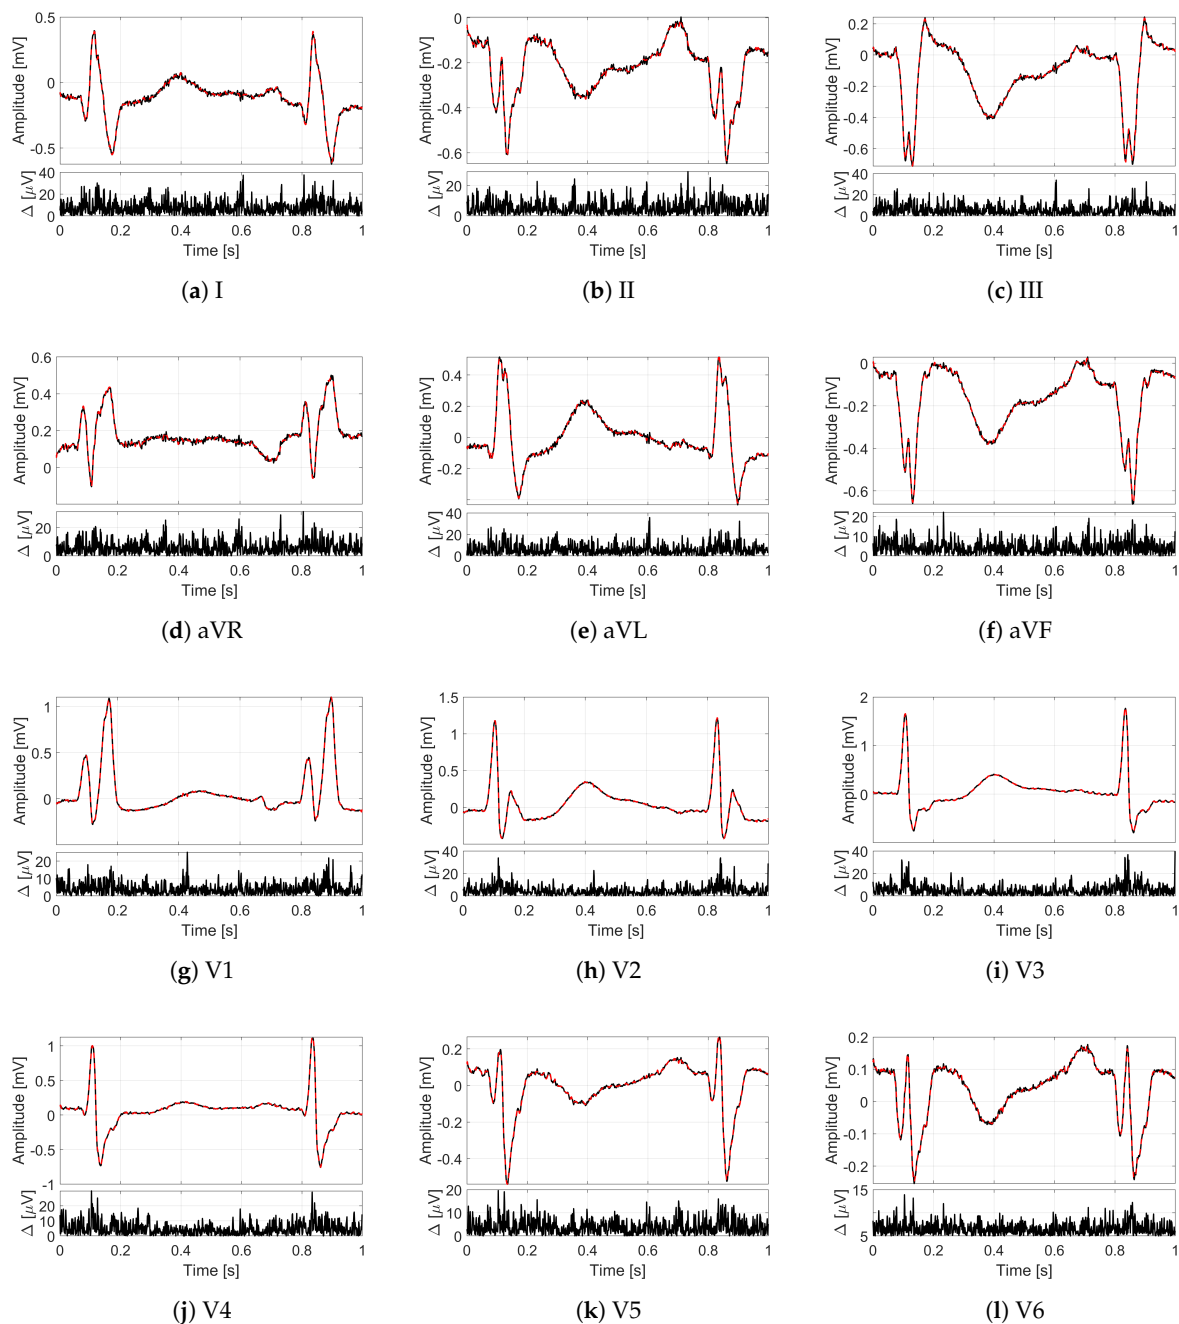 0.5
0
-0.5
Amplitude [mV]
40
20
0
Δ [μV]
0 0.2 0.4 0.6 0.8 1
Time [s]
(a) I
0
-0.2
-0.4
-0.6
Amplitude [mV]
20
0
Δ [μV]
0 0.2 0.4 0.6 0.8 1
Time [s]
(b) II
0.2
0
-0.2
-0.4
-0.6
Amplitude [mV]
40
20
0
Δ [μV]
0 0.2 0.4 0.6 0.8 1
Time [s]
(c) III
0.6
0.4
0.2
0
Amplitude [mV]
20
0
Δ [μV]
0 0.2 0.4 0.6 0.8 1
Time [s]
(d) aVR
0.4
0.2
0
-0.2
-0.4
Amplitude [mV]
40
20
0
Δ [μV]
0 0.2 0.4 0.6 0.8 1
Time [s]
(e) aVL
0
-0.2
-0.4
-0.6
Amplitude [mV]
20
10
0
Δ [μV]
0 0.2 0.4 0.6 0.8 1
Time [s]
(f) aVF
1
0.5
0
Amplitude [mV]
20
10
0
Δ [μV]
0 0.2 0.4 0.6 0.8 1
Time [s]
(g) V1
1.5
1
0.5
0
Amplitude [mV]
40
20
0
Δ [μV]
0 0.2 0.4 0.6 0.8 1
Time [s]
(h) V2
2
1
0
-1
Amplitude [mV]
40
20
0
Δ [μV]
0 0.2 0.4 0.6 0.8 1
Time [s]
(i) V3
1
0.5
0
-0.5
-1
Amplitude [mV]
20
10
0
Δ [μV]
0 0.2 0.4 0.6 0.8 1
Time [s]
(j) V4
0.2
0
-0.2
-0.4
Amplitude [mV]
20
10
0
Δ [μV]
0 0.2 0.4 0.6 0.8 1
Time [s]
(k) V5
0.2
0.1
0
-0.1
-0.2
Amplitude [mV]
15
10
5
Δ [μV]
0 0.2 0.4 0.6 0.8 1
Time [s]
(l) V6